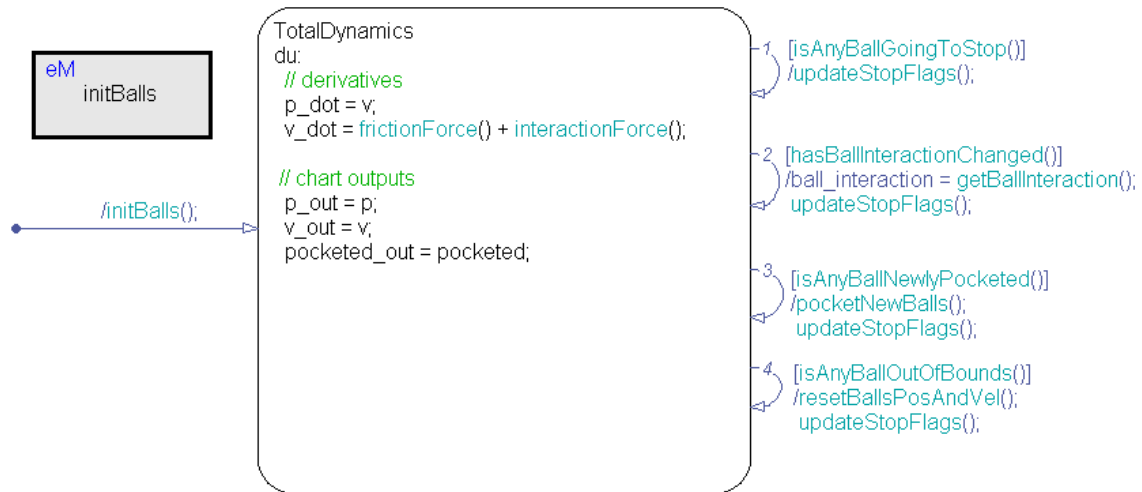 eM
initBalls
/initBalls();
TotalDynamics
du:
// derivatives
p_dot = v;
v_dot = frictionForce() + interactionForce();
// chart outputs
p_out = p;
v_out = v;
pocketed_out = pocketed;
1
[isAnyBallGoingToStop()]
/updateStopFlags();
2
[hasBallInteractionChanged()]
/ball_interaction = getBallInteraction();
updateStopFlags();
3
[isAnyBallNewlyPocketed()]
/pocketNewBalls();
updateStopFlags();
4
[isAnyBallOutOfBounds()]
/resetBallsPosAndVel();
updateStopFlags();